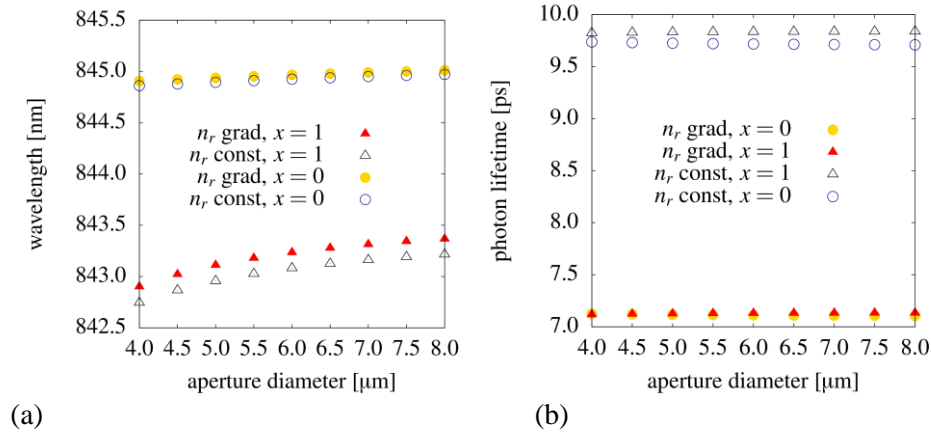 845.5
845.0
844.5
844.0
843.5
843.0
842.5
wavelength [nm]
n_r grad, x = 1
n_r const, x = 1
n_r grad, x = 0
n_r const, x = 0
4.0 4.5 5.0 5.5 6.0 6.5 7.0 7.5 8.0
aperture diameter [μm]
(a)
10.0
9.5
9.0
8.5
8.0
7.5
7.0
photon lifetime [ps]
n_r grad, x = 0
n_r grad, x = 1
n_r const, x = 1
n_r const, x = 0
4.0 4.5 5.0 5.5 6.0 6.5 7.0 7.5 8.0
aperture diameter [μm]
(b)